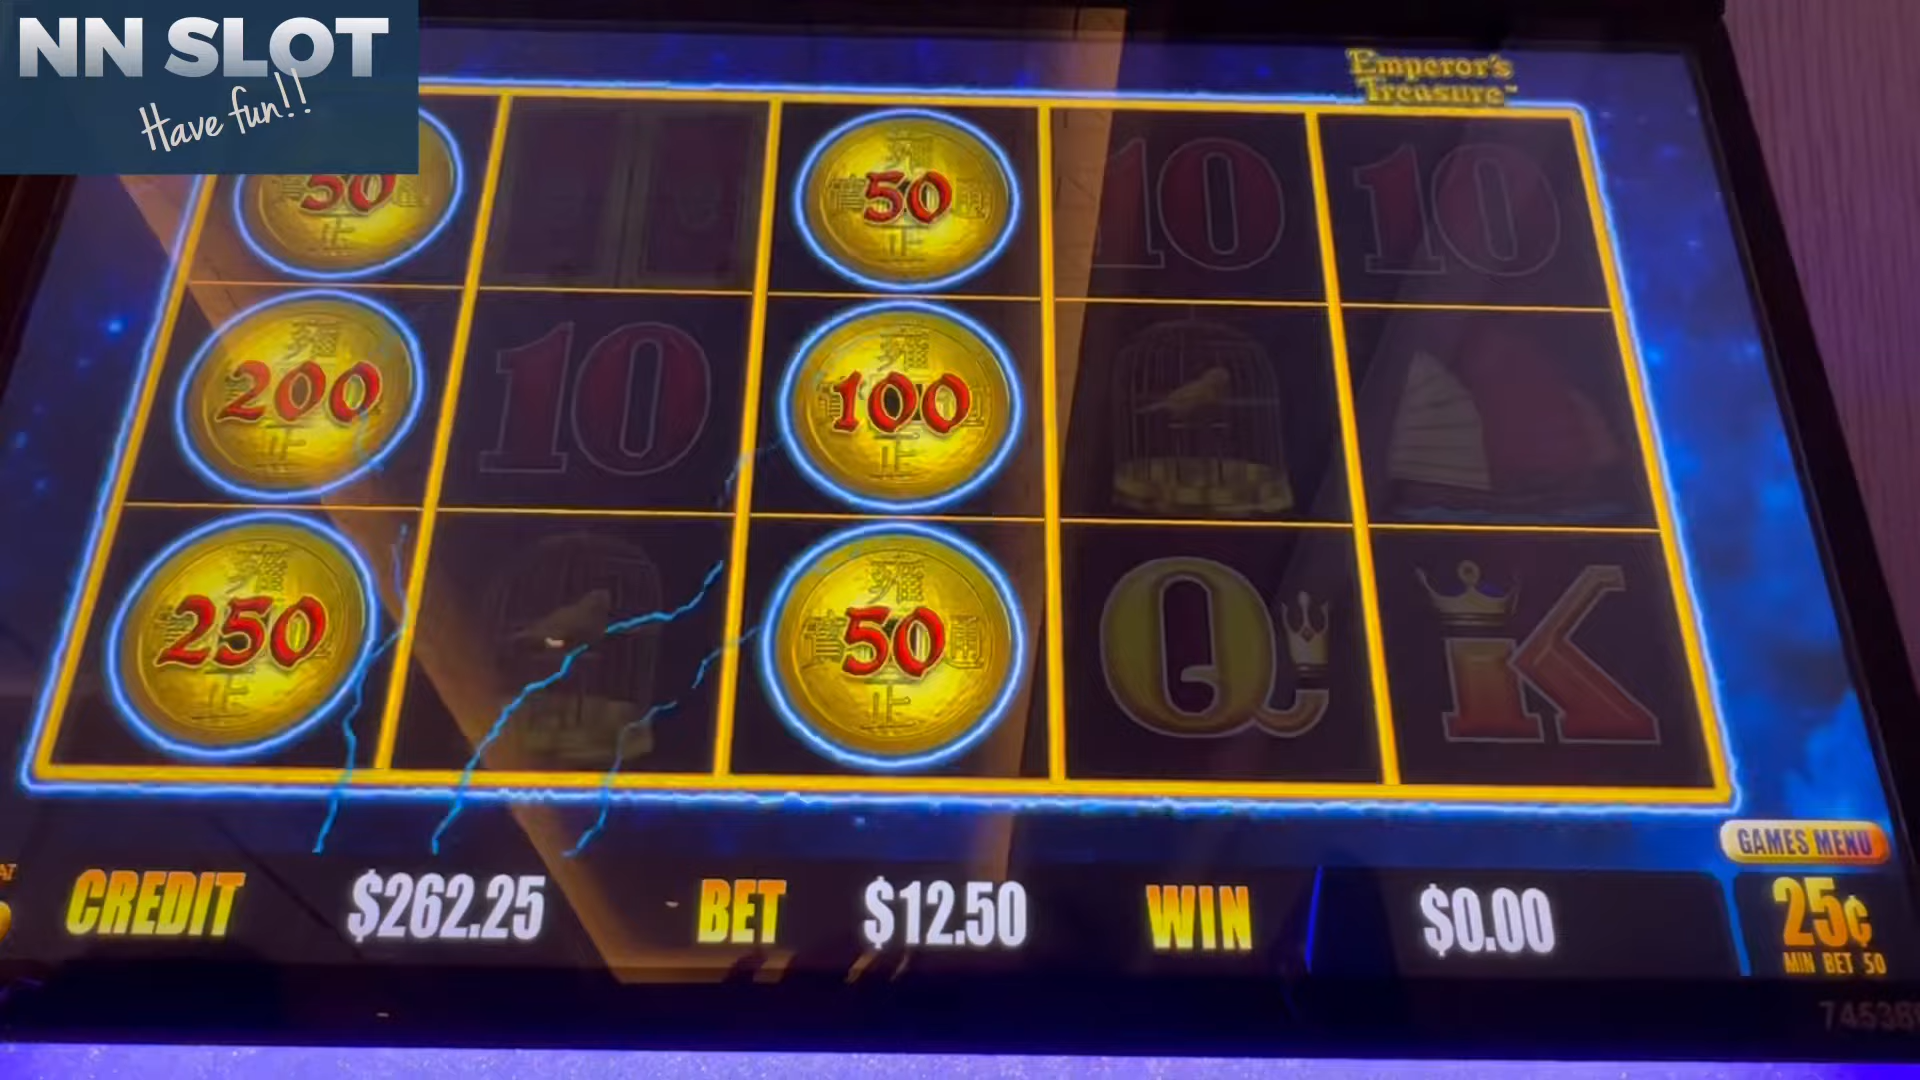 NN SLOT
Have fun!!
Emperor's
Treasure™
50 50 10 10
200 10 100
250 50 Q K
GAMES MENU
CREDIT $262.25 BET $12.50 WIN $0.00 25¢
MIN BET 50